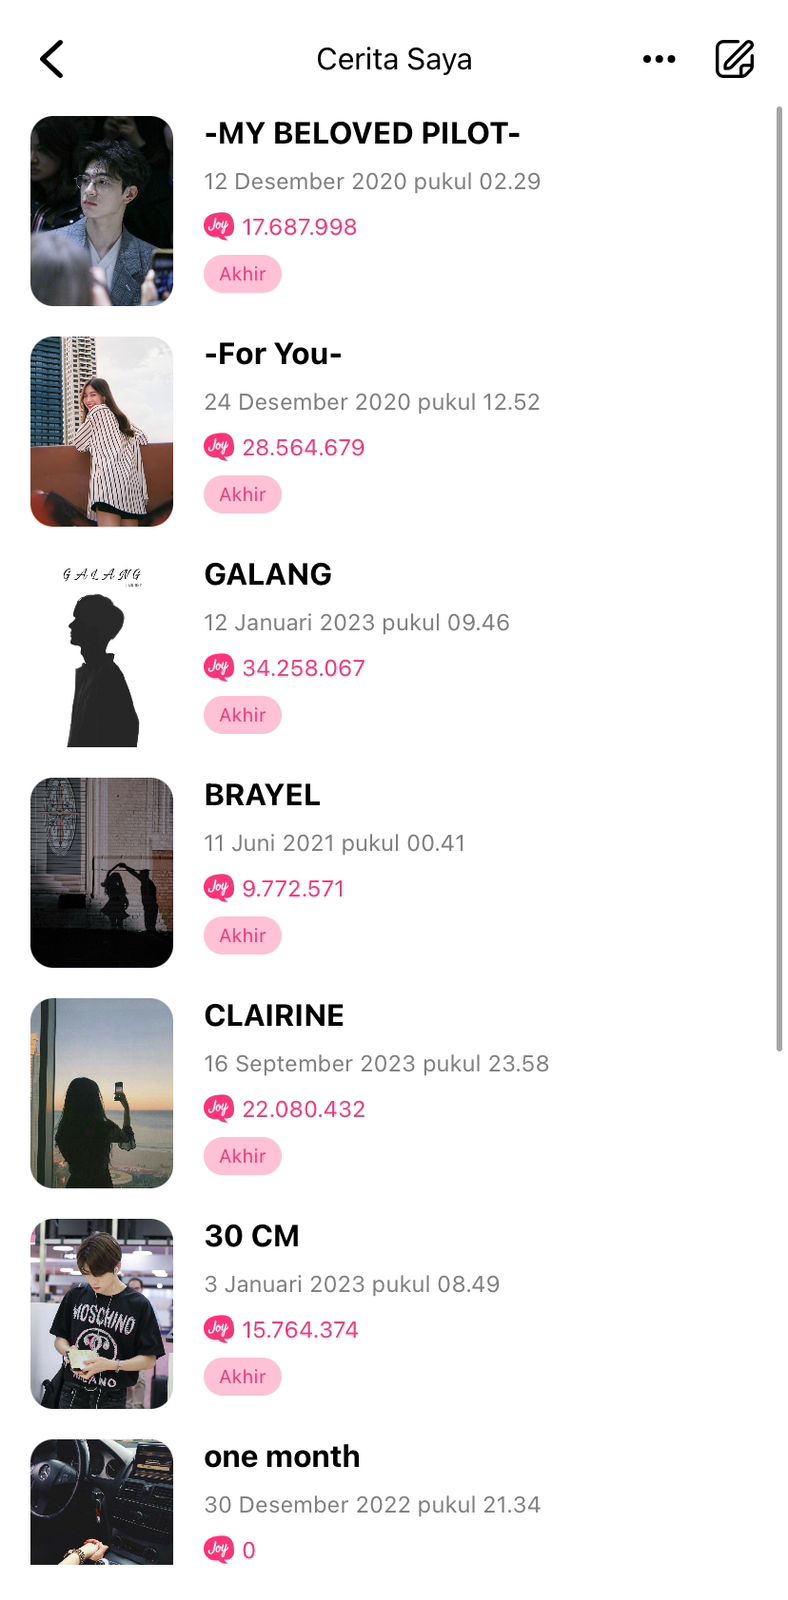 Cerita Saya
-MY BELOVED PILOT-
12 Desember 2020 pukul 02.29
Joy 17.687.998
Akhir
-For You-
24 Desember 2020 pukul 12.52
Joy 28.564.679
Akhir
GALANG
GALANG
12 Januari 2023 pukul 09.46
Joy 34.258.067
Akhir
BRAYEL
11 Juni 2021 pukul 00.41
Joy 9.772.571
Akhir
CLAIRINE
16 September 2023 pukul 23.58
Joy 22.080.432
Akhir
30 CM
3 Januari 2023 pukul 08.49
MOSCHINO
Joy 15.764.374
Akhir
one month
30 Desember 2022 pukul 21.34
Joy 0